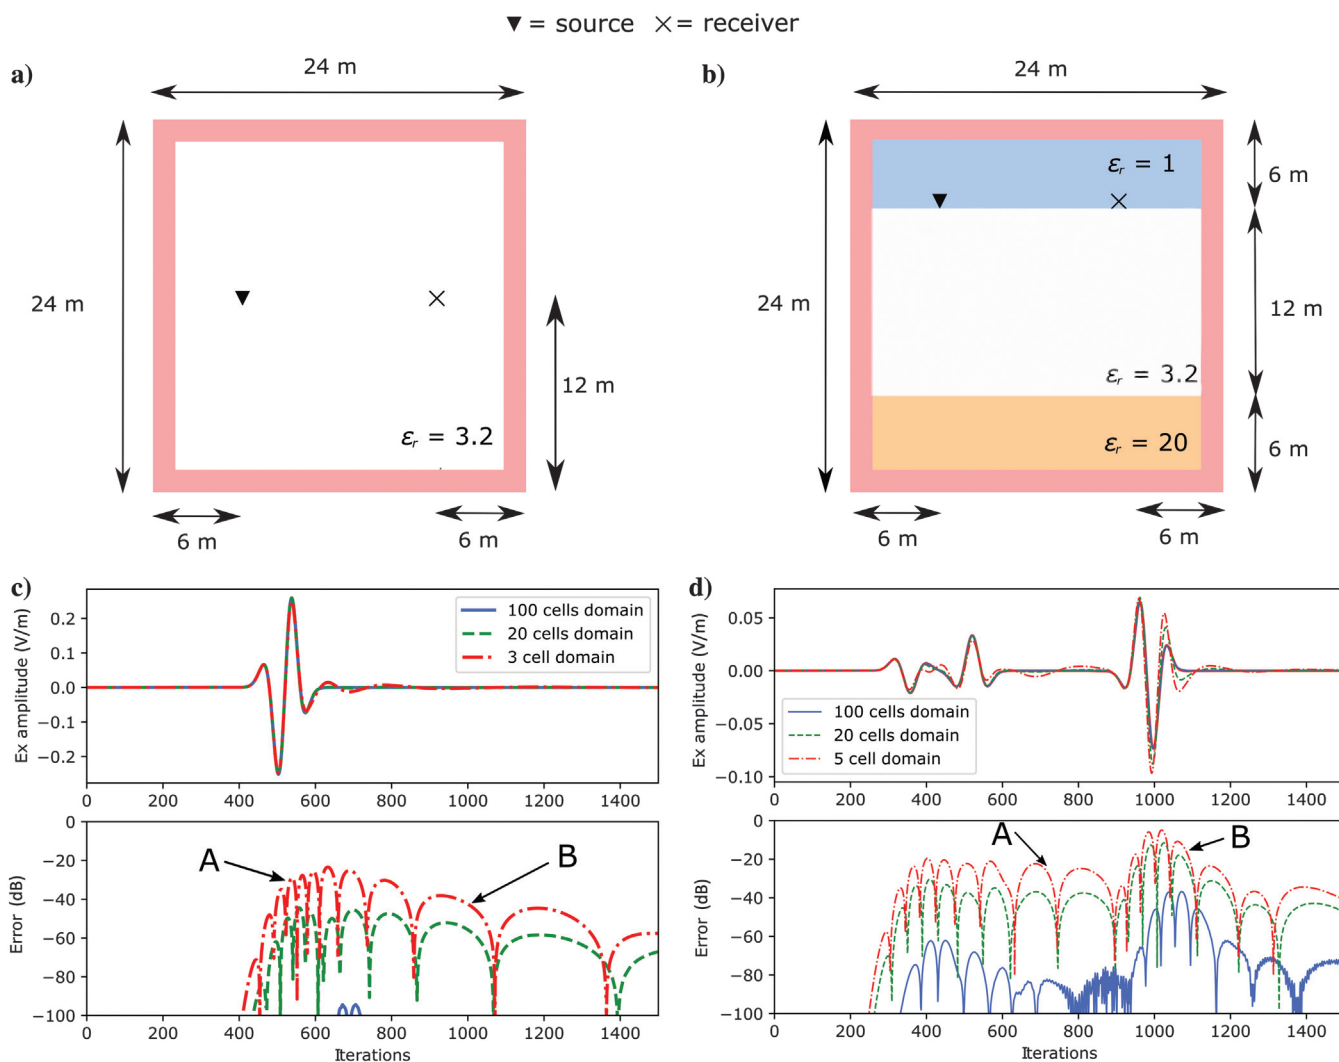 ▼= source ×= receiver
a)
24 m
24 m
12 m
εr = 3.2
6 m
6 m
b)
24 m
24 m
εr = 1
6 m
12 m
εr = 3.2
εr = 20
6 m
6 m
6 m
c)
Ex amplitude (V/m)
0.2
0.1
0.0
−0.1
−0.2
100 cells domain
20 cells domain
3 cell domain
0 200 400 600 800 1000 1200 1400
Error (dB)
0
−20
−40
−60
−80
−100
A
B
0 200 400 600 800 1000 1200 1400
Iterations
d)
Ex amplitude (V/m)
0.05
0.00
−0.05
−0.10
100 cells domain
20 cells domain
5 cell domain
0 200 400 600 800 1000 1200 1400
Error (dB)
0
−20
−40
−60
−80
−100
A
B
0 200 400 600 800 1000 1200 1400
Iterations